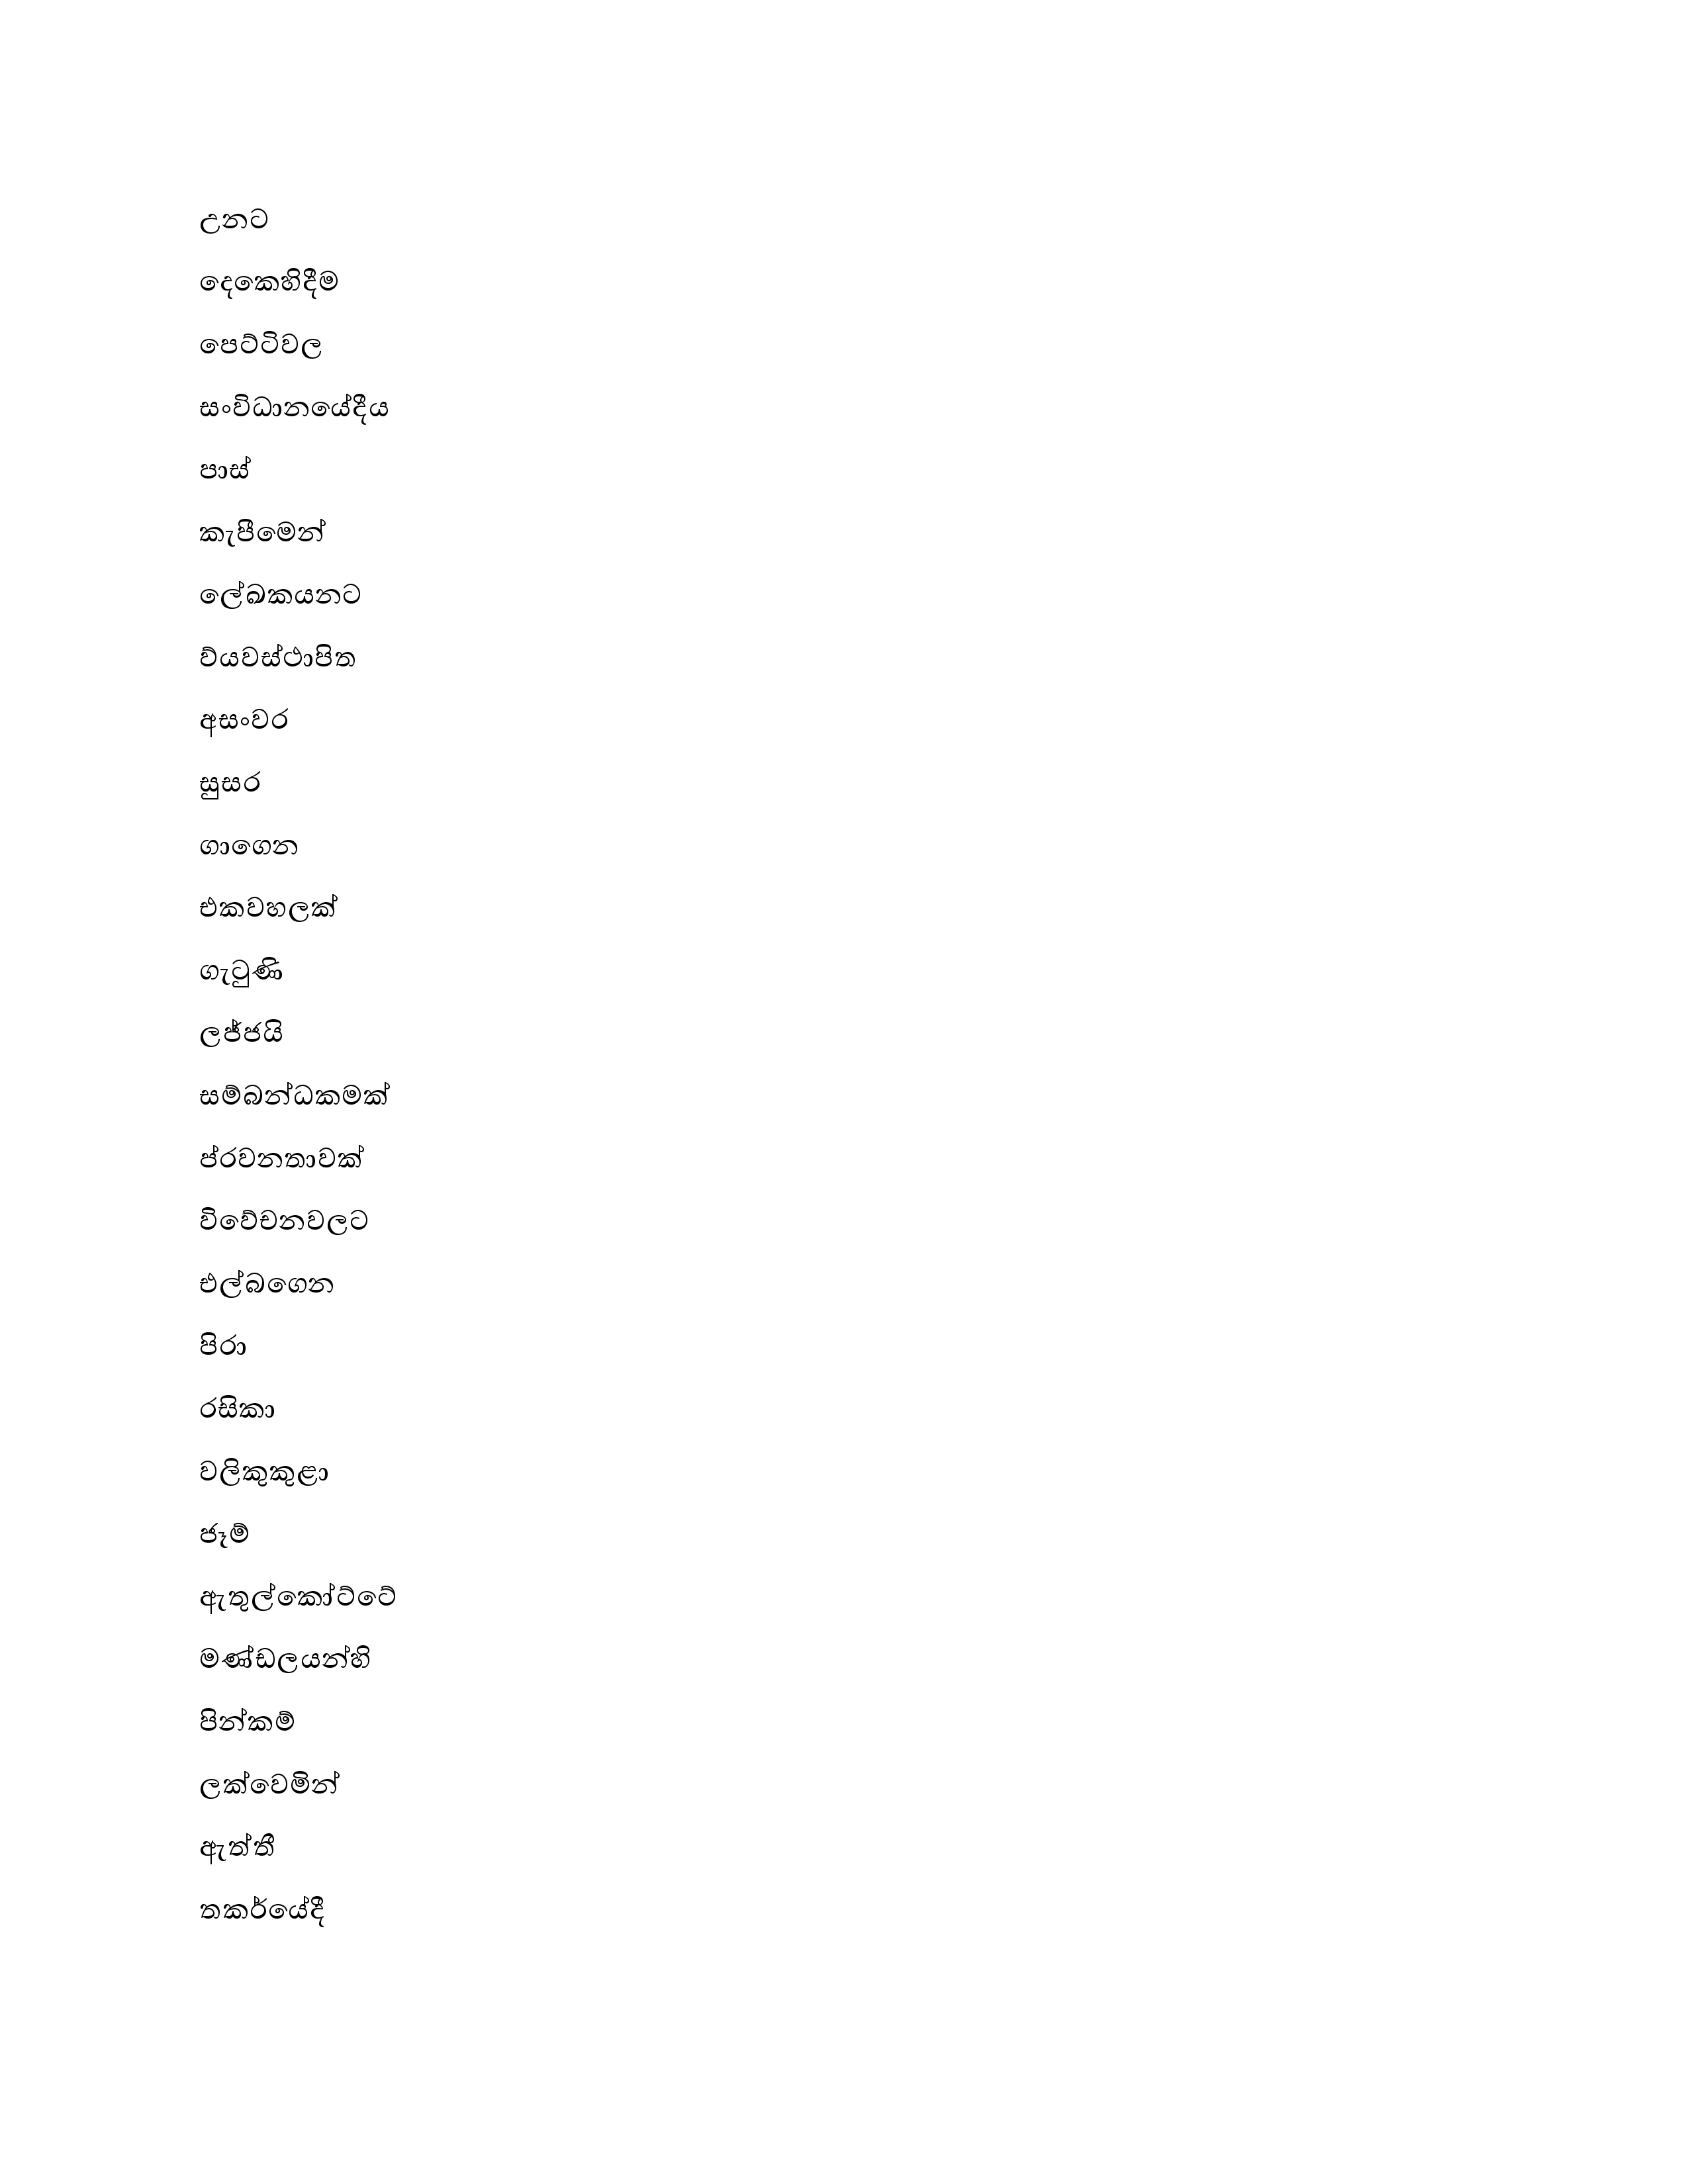 උනට
දෙකෙහිදීම
පෙට්ටිවල
සංවිධානයේදීය
පාස්
කැපීමෙන්
ලේඛකයනට
ව්යවස්ථාපිත
අසංවර
සුසර
ගාගෙන
එකවහලක්
ගැටුණි
ලජ්ජයි
සම්බන්ධකමක්
ප්රවනතාවක්
විවේචනවලට
එල්බගෙන
පිරා
රසිකා
වලිකුකුළා
ජෑම්
ඇතුල්කෝට්ටේ
මණ්ඩලයන්හි
පින්කම්
ලක්වෙමින්
ඇත්තී
තකර්යේදී